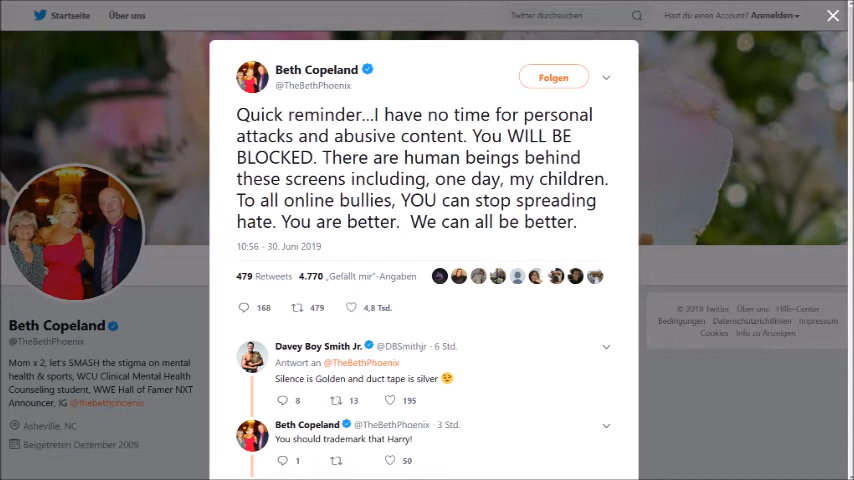 Startseite Über uns Twitter durchsuchen Hast du einen Account? Anmelden
Beth Copeland
@TheBethPhoenix
Folgen
Quick reminder...I have no time for personal
attacks and abusive content. You WILL BE
BLOCKED. There are human beings behind
these screens including, one day, my children.
To all online bullies, YOU can stop spreading
hate. You are better. We can all be better.
10:56 - 30. Juni 2019
479 Retweets 4.770 „Gefällt mir"-Angaben
168 479 4,8 Tsd.
Davey Boy Smith Jr. @DBSmithjr · 6 Std.
Antwort an @TheBethPhoenix
Silence is Golden and duct tape is silver
8 13 195
Beth Copeland @TheBethPhoenix · 3 Std.
You should trademark that Harry!
1 50
Beth Copeland
@TheBethPhoenix
Mom x 2, let's SMASH the stigma on mental
health & sports, WCU Clinical Mental Health
Counseling student, WWE Hall of Famer NXT
Announcer, IG @thebethphoenix
Asheville, NC
Beigetreten Dezember 2009
© 2019 Twitter Über uns Hilfe-Center
Bedingungen Datenschutzrichtlinien Impressum
Cookies Info zu Anzeigen